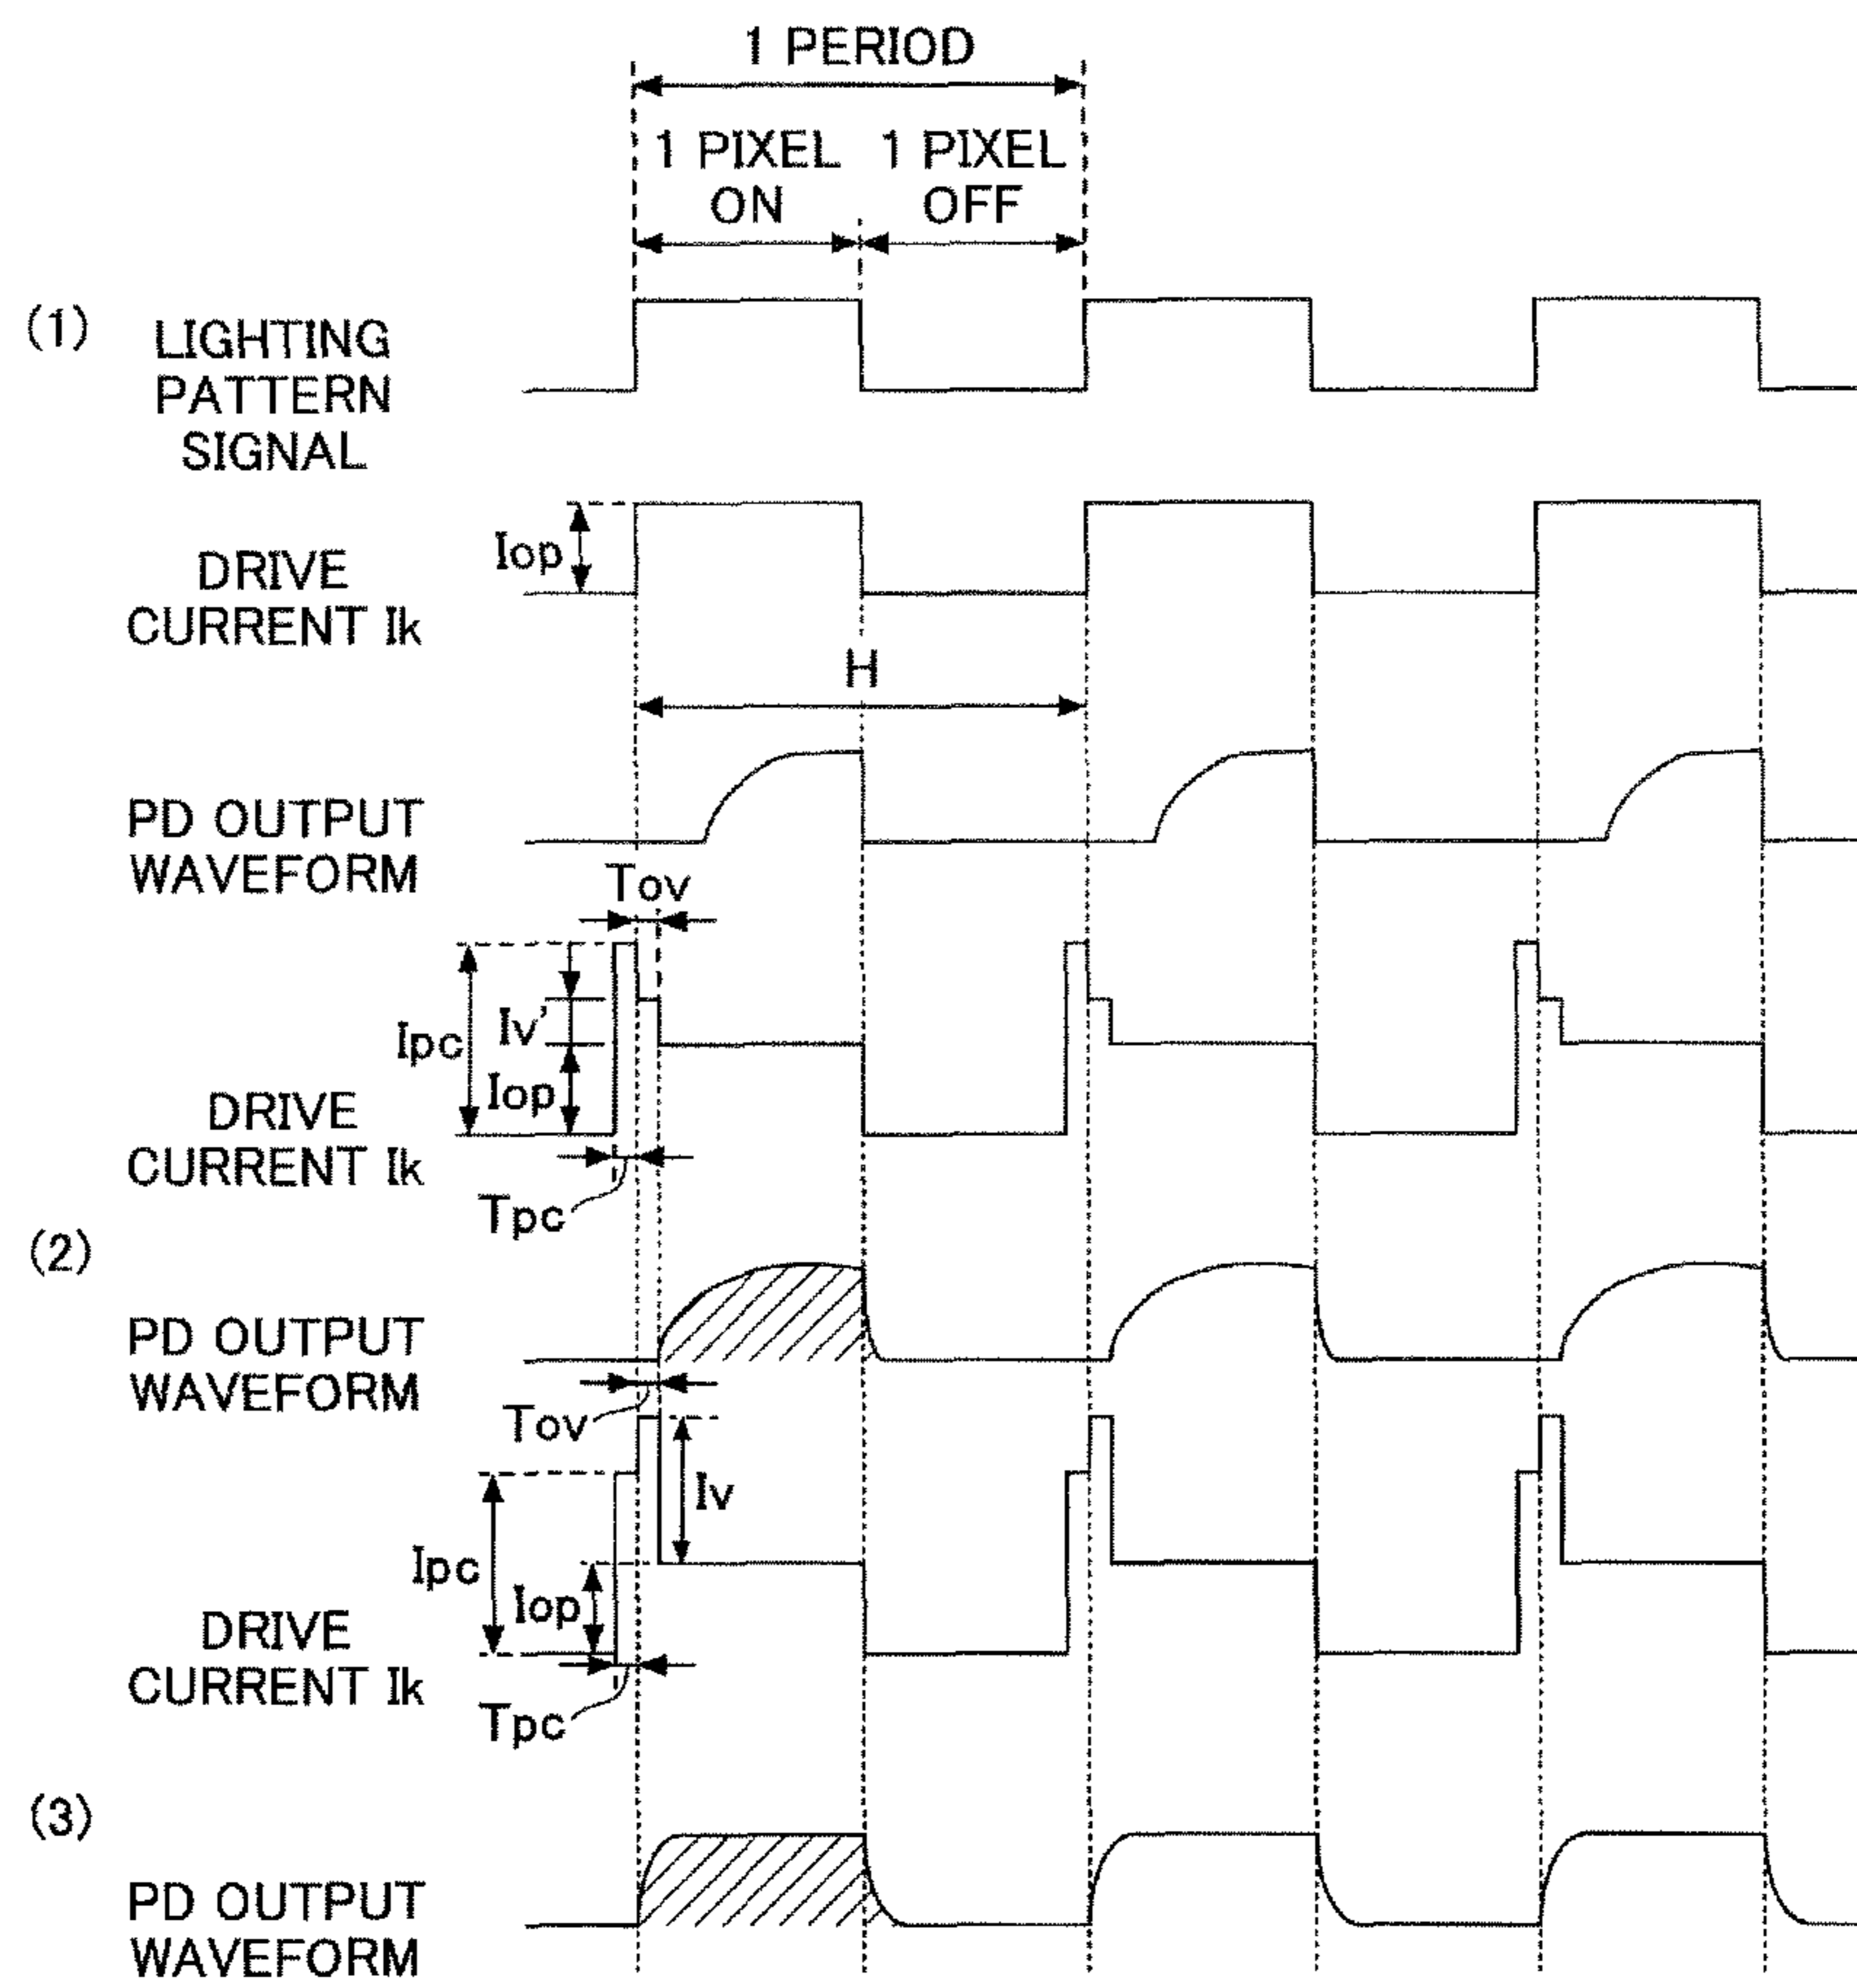 1 PERIOD
1 PIXEL ON
1 PIXEL OFF
(1)
LIGHTING
PATTERN
SIGNAL
Iop
DRIVE
CURRENT Ik
H
PD OUTPUT
WAVEFORM
Tov
Ipc
Iv'
Iop
DRIVE
CURRENT Ik
Tpc
(2)
PD OUTPUT
WAVEFORM
Tov
Iv
Ipc
Iop
DRIVE
CURRENT Ik
Tpc
(3)
PD OUTPUT
WAVEFORM